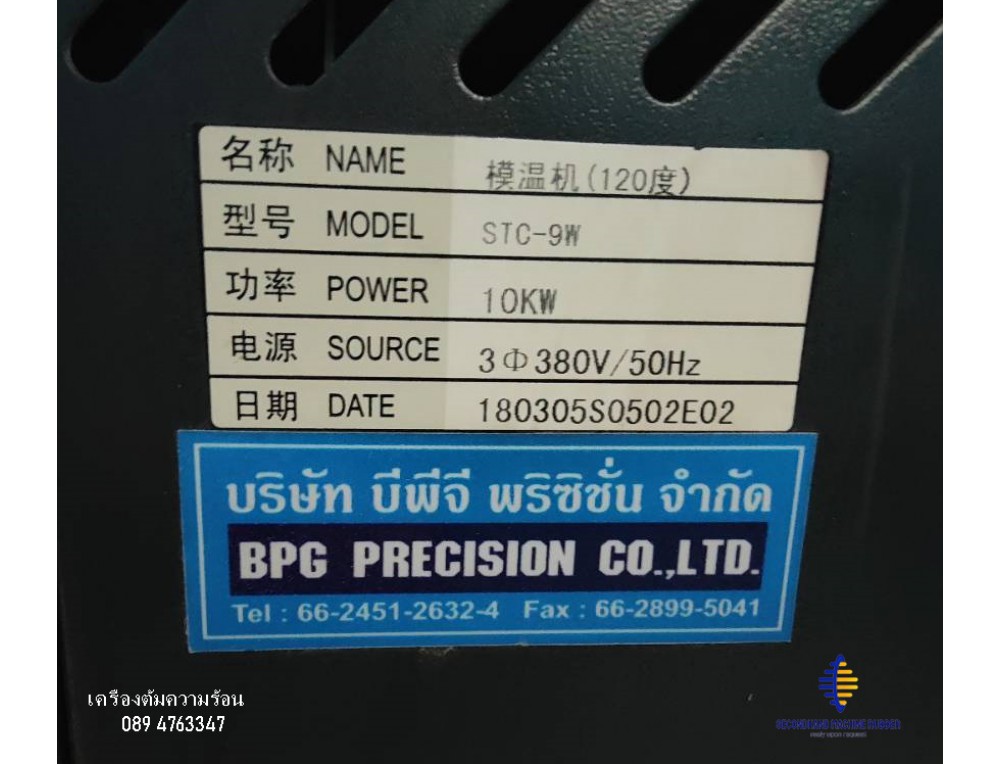 名称 NAME 模温机(120度)
型号 MODEL STC-9W
功率 POWER 10KW
电源 SOURCE 3Φ380V/50Hz
日期 DATE 180305S0502E02
บริษัท บีพีจี พริซิชั่น จำกัด
BPG PRECISION CO.,LTD.
Tel : 66-2451-2632-4 Fax : 66-2899-5041
เครืองต้มความร้อน
089 4763347
SECONDHAND MACHINE RUBBER